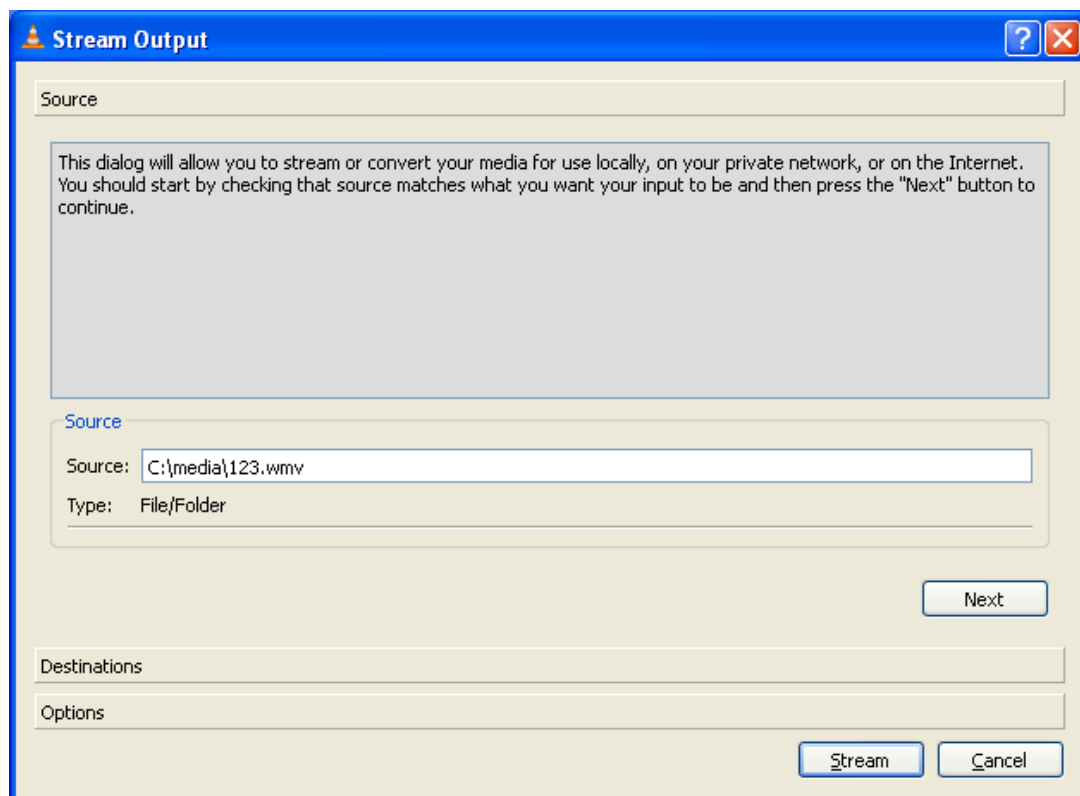 Stream Output
Source
This dialog will allow you to stream or convert your media for use locally, on your private network, or on the Internet.
You should start by checking that source matches what you want your input to be and then press the "Next" button to
continue.
Source
Source: C:\media\123.wmv
Type: File/Folder
Next
Destinations
Options
Stream Cancel